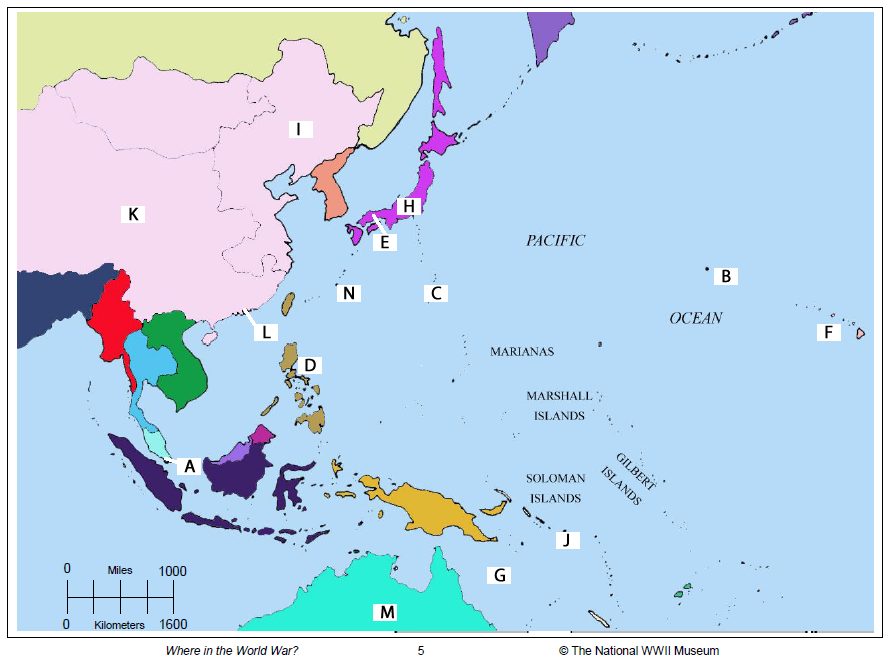 I
K
H
E
PACIFIC
B
N
C
OCEAN
L
F
MARIANAS
D
MARSHALL
ISLANDS
GILBERT
ISLANDS
A
SOLOMAN
ISLANDS
J
G
0 Miles 1000
M
0 Kilometers 1600
Where in the World War? 5 © The National WWII Museum